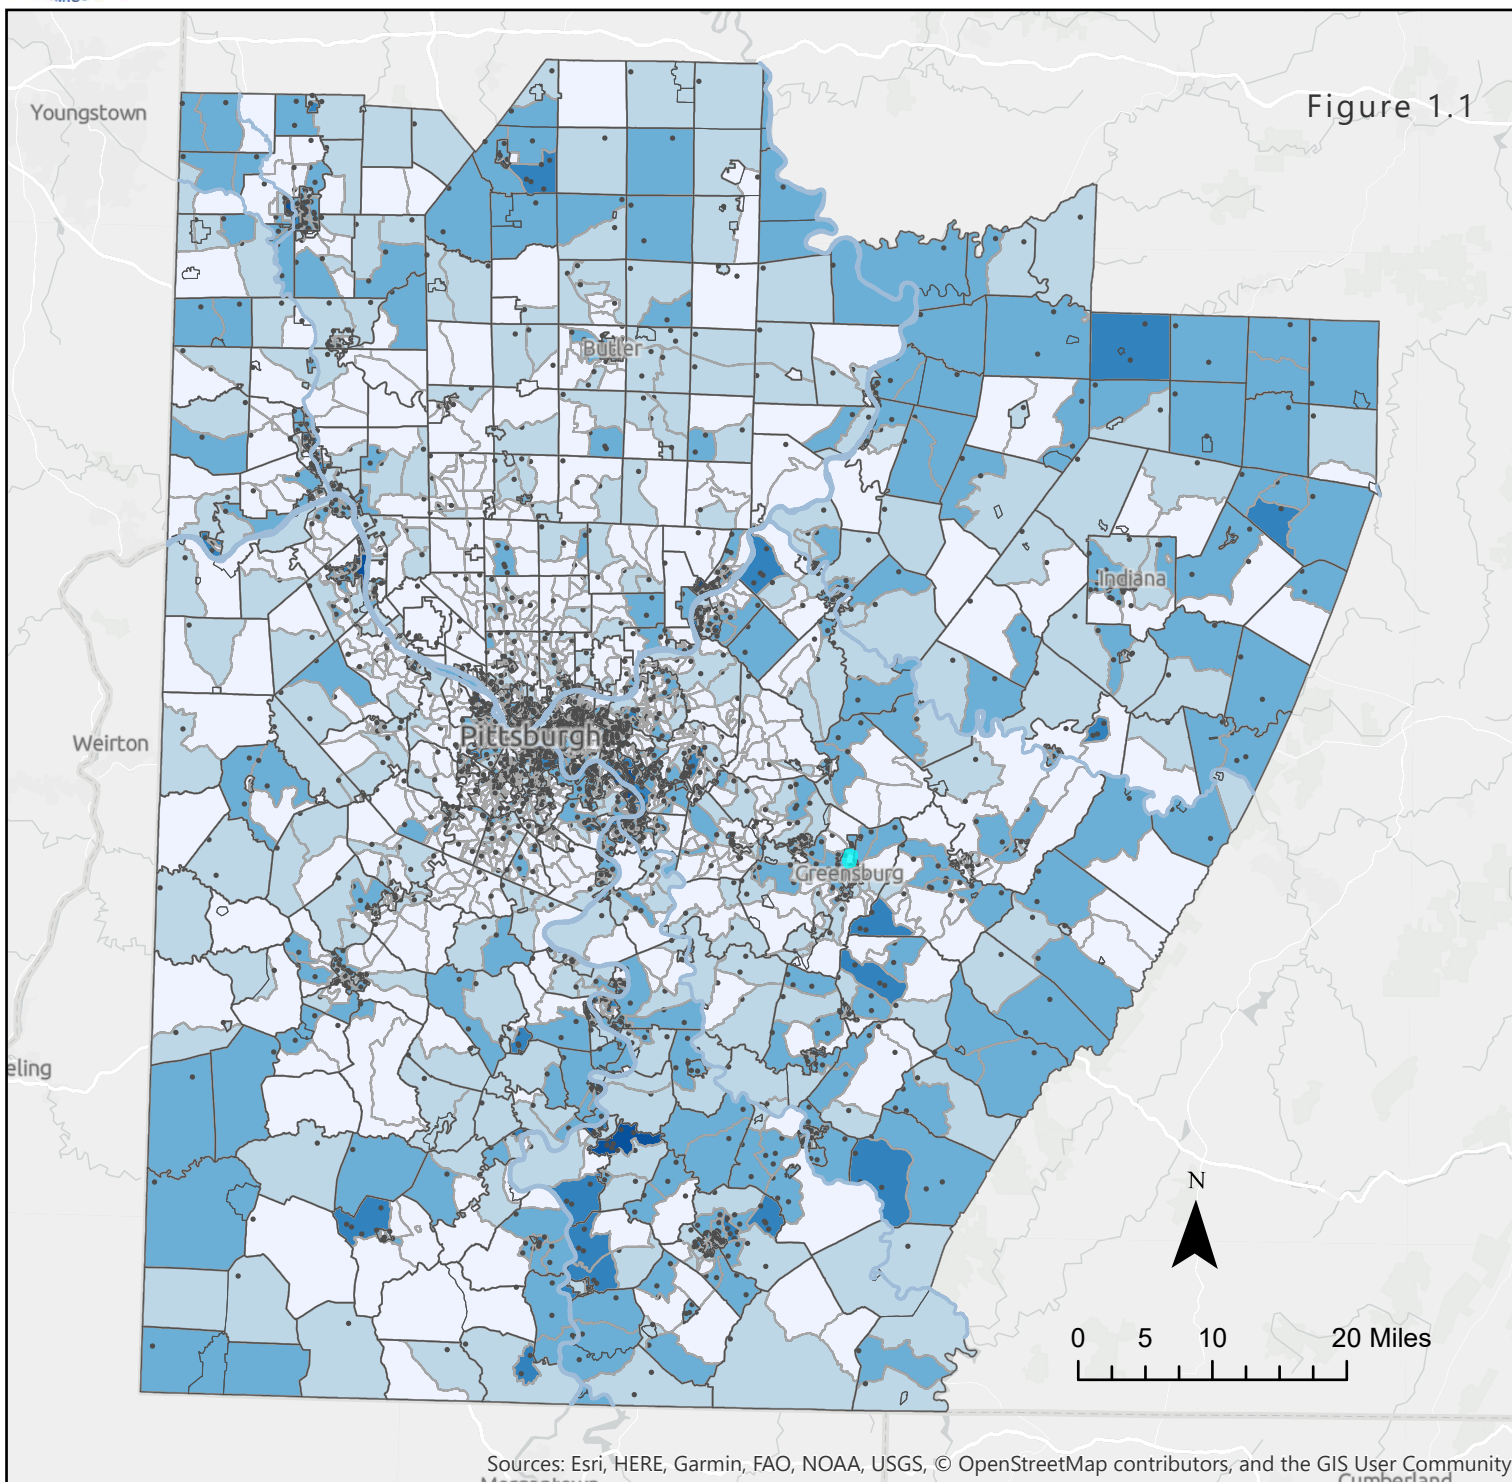 Youngstown
Figure 1.1
Butler
Indiana
Pittsburgh
Weirton
Greensburg
eling
N
0 5 10 20 Miles
Sources: Esri, HERE, Garmin, FAO, NOAA, USGS, © OpenStreetMap contributors, and the GIS User Community